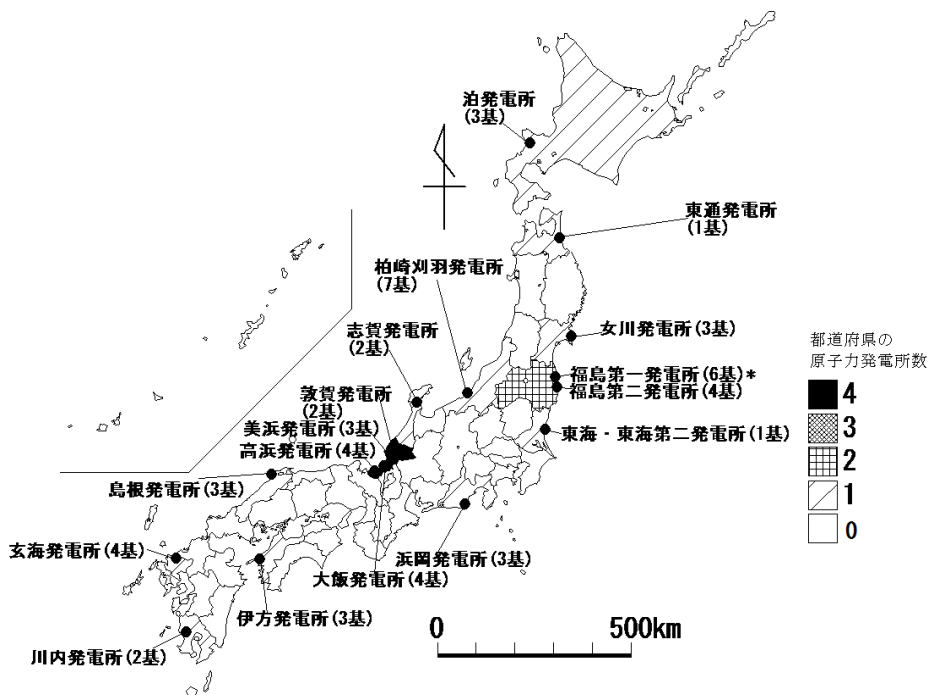 泊発電所
(3基)
東通発電所
(1基)
柏崎刈羽発電所
(7基)
志賀発電所
(2基)
女川発電所(3基)
都道府県の
原子力発電所数
福島第一発電所(6基)*
福島第二発電所(4基)
4
3
2
1
0
敦賀発電所
(2基)
美浜発電所(3基)
高浜発電所(4基)
東海・東海第二発電所(1基)
島根発電所(3基)
玄海発電所(4基)
浜岡発電所(3基)
大飯発電所(4基)
伊方発電所(3基)
川内発電所(2基)
0 500km